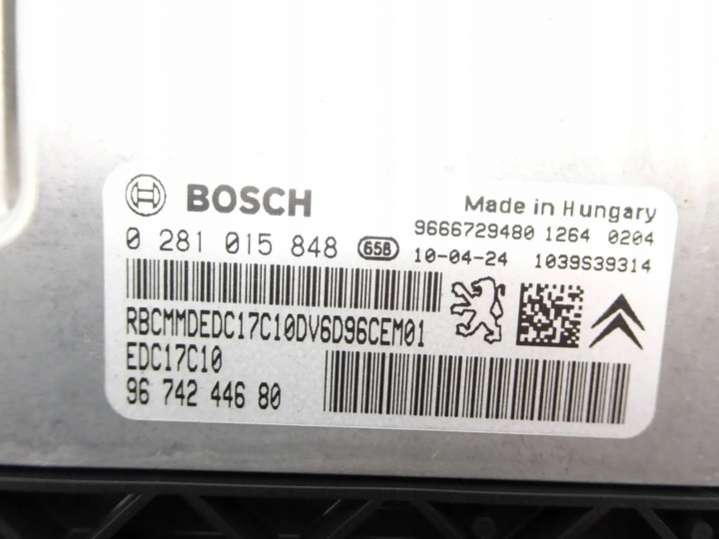 BOSCH
Made in Hungary
9666729480 1264 0204
0 281 015 848 658
10-04-24 1039S39314
RBCMMDEDC17C10DV6D96CEM01
EDC17C10
96 742 446 80